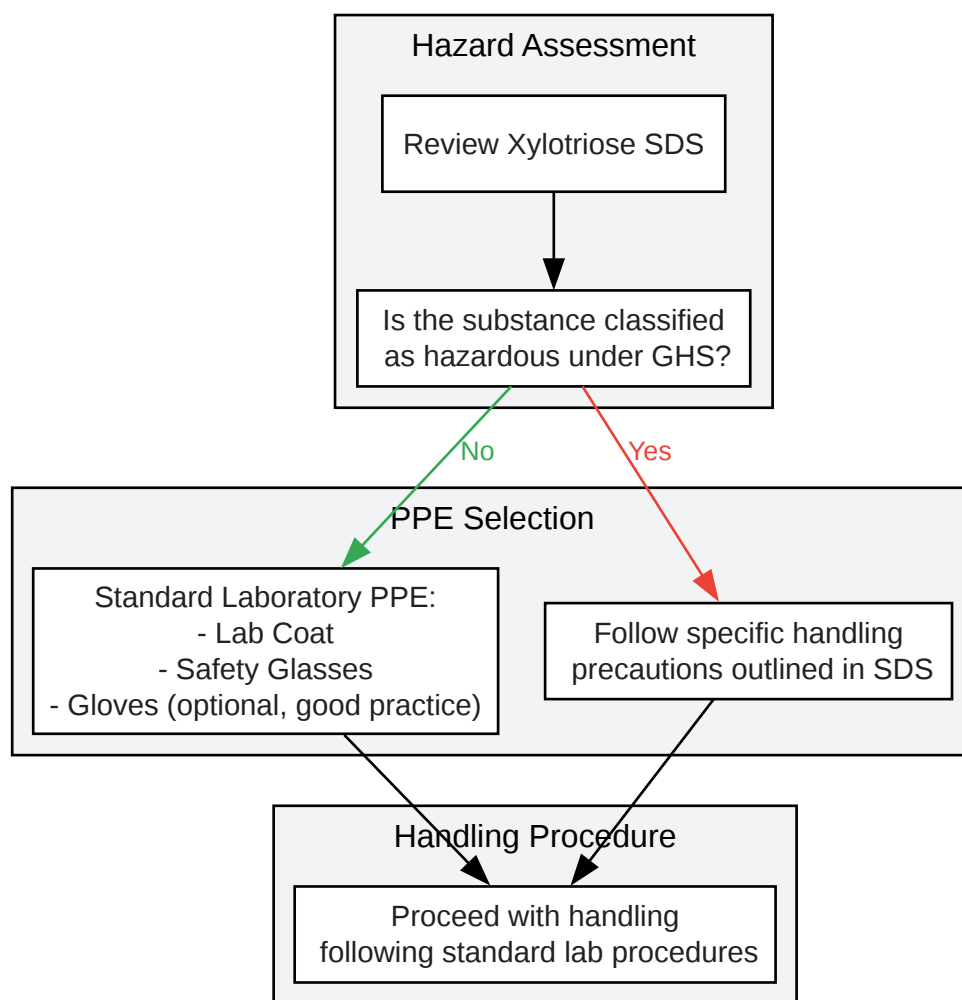 Hazard Assessment
Review Xylotriose SDS
Is the substance classified
as hazardous under GHS?
No
Yes
PPE Selection
Standard Laboratory PPE:
- Lab Coat
- Safety Glasses
- Gloves (optional, good practice)
Follow specific handling
precautions outlined in SDS
Handling Procedure
Proceed with handling
following standard lab procedures